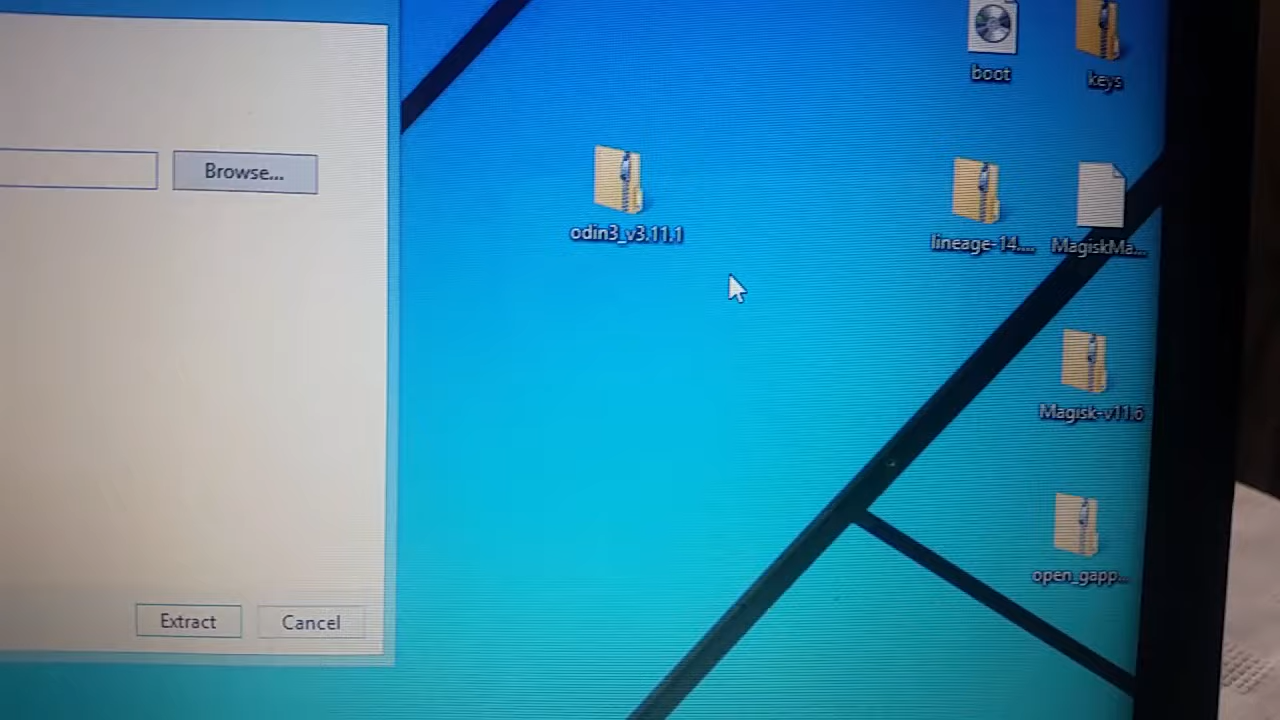 boot
keys
Browse...
odin3_v3.11.1
lineage-14....
MagiskMa...
Magisk-v11.6
open_gapp...
Extract
Cancel